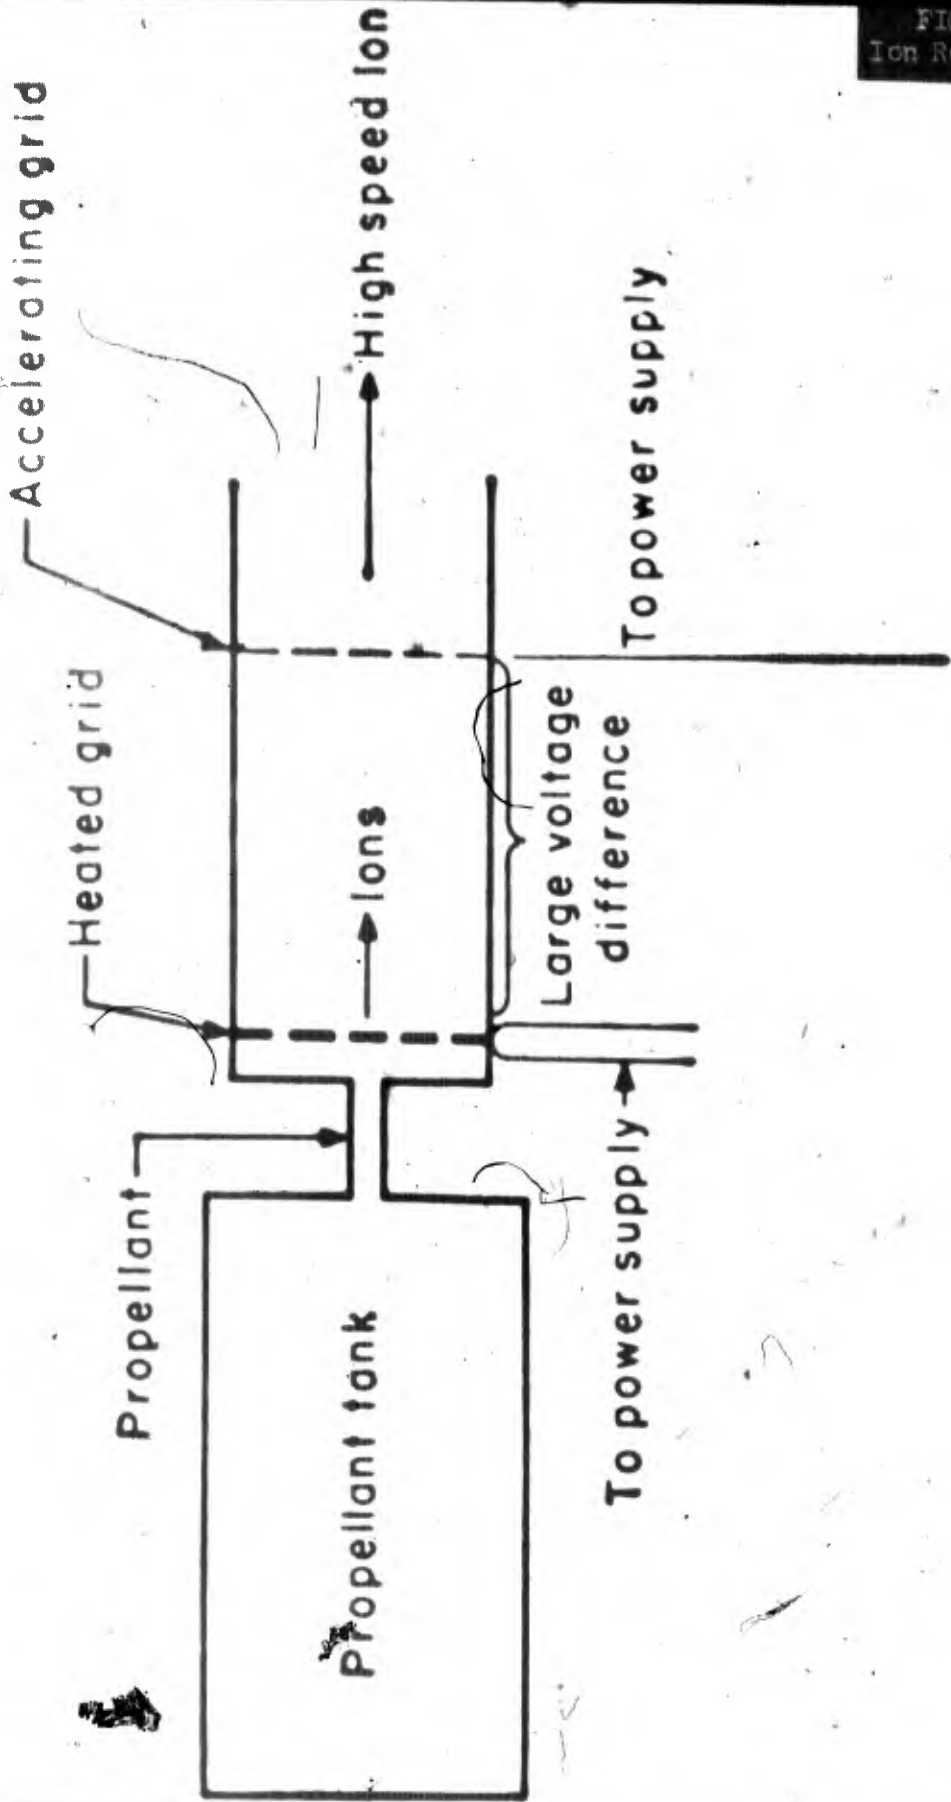 Ion
Accelerating grid
Heated grid
Propellant
High speed ion
Ions
Propellant tank
Large voltage
difference
To power supply
To power supply